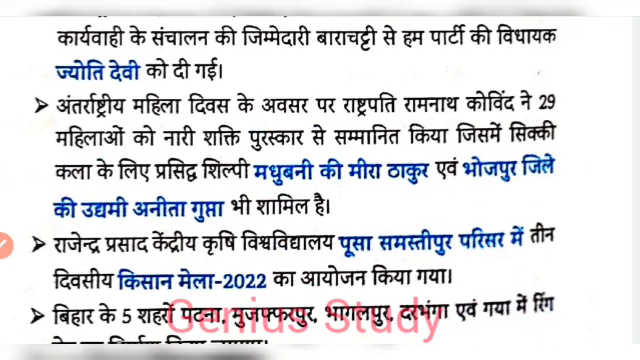 कार्यवाही के संचालन की जिम्मेदारी बाराचट्टी से हम पार्टी की विधायक
ज्योति देवी को दी गई।
➤ अंतर्राष्ट्रीय महिला दिवस के अवसर पर राष्ट्रपति रामनाथ कोविंद ने 29
महिलाओं को नारी शक्ति पुरस्कार से सम्मानित किया जिसमें सिक्की
कला के लिए प्रसिद्ध शिल्पी मधुबनी की मीरा ठाकुर एवं भोजपुर जिले
की उद्यमी अनीता गुप्ता भी शामिल है।
➤ राजेन्द्र प्रसाद केंद्रीय कृषि विश्वविद्यालय पूसा समस्तीपुर परिसर में तीन
दिवसीय किसान मेला-2022 का आयोजन किया गया।
➤ बिहार के 5 शहरों पटना, मुजफ्फरपुर, भागलपुर, दरभंगा एवं गया में रिंग
Genius Study